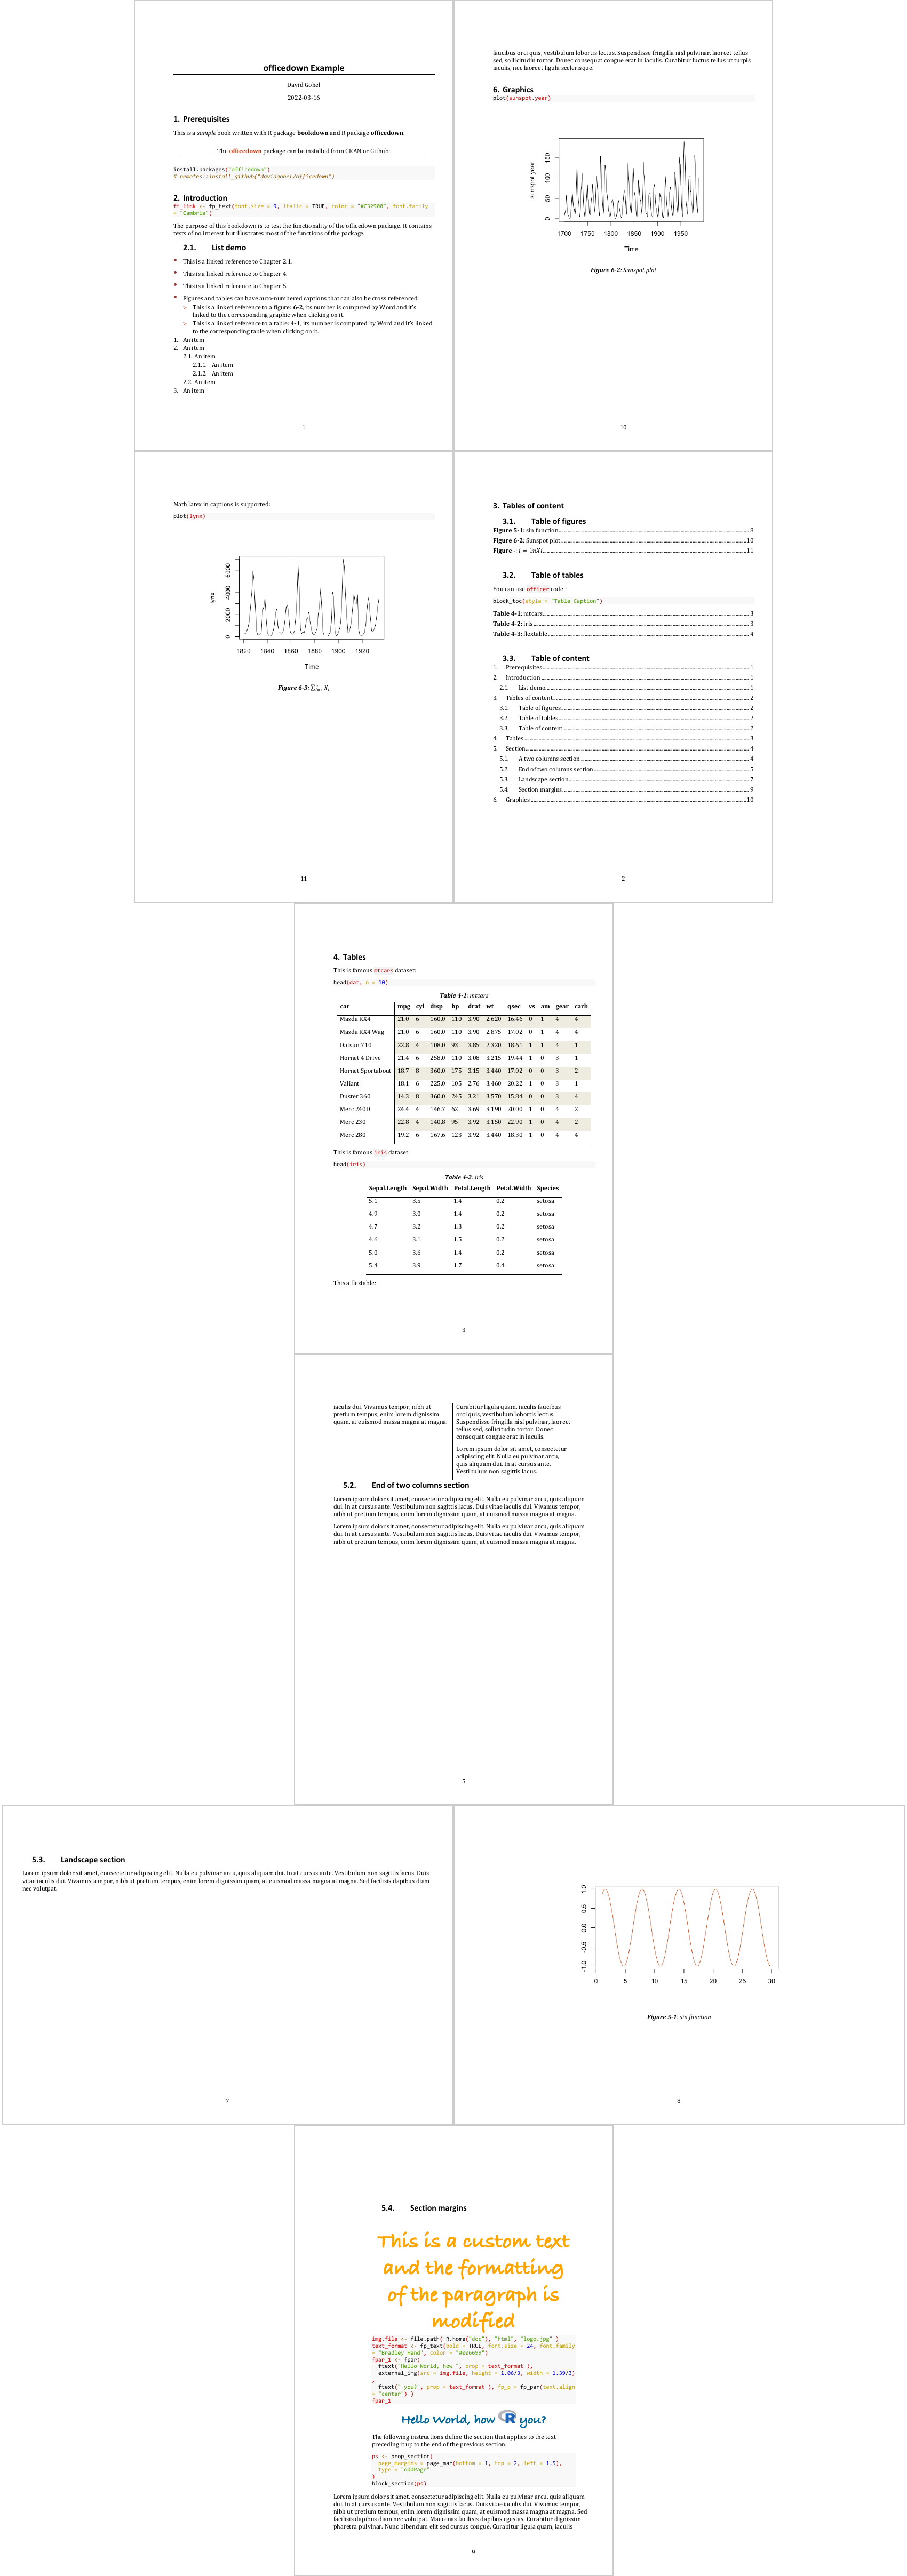 officedown Example
David Gohel
2022-03-16
1. Prerequisites
This is a sample book written with R package bookdown and R package officedown.
The officedown package can be installed from CRAN or Github:
install.packages("officedown")
# remotes::install_github("davidgohel/officedown")
2. Introduction
ft_link <- fp_text(font.size = 9, italic = TRUE, color = "#C32900", font.family
= "Cambria")
The purpose of this bookdown is to test the functionality of the officedown package. It contains
texts of no interest but illustrates most of the functions of the package.
2.1. List demo
• This is a linked reference to Chapter 2.1.
• This is a linked reference to Chapter 4.
• This is a linked reference to Chapter 5.
• Figures and tables can have auto-numbered captions that can also be cross referenced:
> This is a linked reference to a figure: 6-2, its number is computed by Word and it's
linked to the corresponding graphic when clicking on it.
> This is a linked reference to a table: 4-1, its number is computed by Word and it's linked
to the corresponding table when clicking on it.
1. An item
2. An item
2.1. An item
2.1.1. An item
2.1.2. An item
2.2. An item
3. An item
1
faucibus orci quis, vestibulum lobortis lectus. Suspendisse fringilla nisl pulvinar, laoreet tellus
sed, sollicitudin tortor. Donec consequat congue erat in iaculis. Curabitur luctus tellus ut turpis
iaculis, nec laoreet ligula scelerisque.
6. Graphics
plot(sunspot.year)
sunspot.year
150
100
50
0
1700 1750 1800 1850 1900 1950
Time
Figure 6-2: Sunspot plot
10
Math latex in captions is supported:
plot(lynx)
lynx
6000
4000
2000
0
1820 1840 1860 1880 1900 1920
Time
Figure 6-3: ∑ⁿᵢ₌₁ Xᵢ
11
3. Tables of content
3.1. Table of figures
Figure 5-1: sin function 8
Figure 6-2: Sunspot plot 10
Figure -: i = 1nXi 11
3.2. Table of tables
You can use officer code :
block_toc(style = "Table Caption")
Table 4-1: mtcars 3
Table 4-2: iris 3
Table 4-3: flextable 4
3.3. Table of content
1. Prerequisites 1
2. Introduction 1
2.1. List demo 1
3. Tables of content 2
3.1. Table of figures 2
3.2. Table of tables 2
3.3. Table of content 2
4. Tables 3
5. Section 4
5.1. A two columns section 4
5.2. End of two columns section 5
5.3. Landscape section 7
5.4. Section margins 9
6. Graphics 10
2
4. Tables
This is famous mtcars dataset:
head(dat, n = 10)
Table 4-1: mtcars
car mpg cyl disp hp drat wt qsec vs am gear carb
Mazda RX4 21.0 6 160.0 110 3.90 2.620 16.46 0 1 4 4
Mazda RX4 Wag 21.0 6 160.0 110 3.90 2.875 17.02 0 1 4 4
Datsun 710 22.8 4 108.0 93 3.85 2.320 18.61 1 1 4 1
Hornet 4 Drive 21.4 6 258.0 110 3.08 3.215 19.44 1 0 3 1
Hornet Sportabout 18.7 8 360.0 175 3.15 3.440 17.02 0 0 3 2
Valiant 18.1 6 225.0 105 2.76 3.460 20.22 1 0 3 1
Duster 360 14.3 8 360.0 245 3.21 3.570 15.84 0 0 3 4
Merc 240D 24.4 4 146.7 62 3.69 3.190 20.00 1 0 4 2
Merc 230 22.8 4 140.8 95 3.92 3.150 22.90 1 0 4 2
Merc 280 19.2 6 167.6 123 3.92 3.440 18.30 1 0 4 4
This is famous iris dataset:
head(iris)
Table 4-2: iris
Sepal.Length Sepal.Width Petal.Length Petal.Width Species
5.1 3.5 1.4 0.2 setosa
4.9 3.0 1.4 0.2 setosa
4.7 3.2 1.3 0.2 setosa
4.6 3.1 1.5 0.2 setosa
5.0 3.6 1.4 0.2 setosa
5.4 3.9 1.7 0.4 setosa
This a flextable:
3
iaculis dui. Vivamus tempor, nibh ut
pretium tempus, enim lorem dignissim
quam, at euismod massa magna at magna.
Curabitur ligula quam, iaculis faucibus
orci quis, vestibulum lobortis lectus.
Suspendisse fringilla nisl pulvinar, laoreet
tellus sed, sollicitudin tortor. Donec
consequat congue erat in iaculis.
Lorem ipsum dolor sit amet, consectetur
adipiscing elit. Nulla eu pulvinar arcu,
quis aliquam dui. In at cursus ante.
Vestibulum non sagittis lacus.
5.2. End of two columns section
Lorem ipsum dolor sit amet, consectetur adipiscing elit. Nulla eu pulvinar arcu, quis aliquam
dui. In at cursus ante. Vestibulum non sagittis lacus. Duis vitae iaculis dui. Vivamus tempor,
nibh ut pretium tempus, enim lorem dignissim quam, at euismod massa magna at magna.
Lorem ipsum dolor sit amet, consectetur adipiscing elit. Nulla eu pulvinar arcu, quis aliquam
dui. In at cursus ante. Vestibulum non sagittis lacus. Duis vitae iaculis dui. Vivamus tempor,
nibh ut pretium tempus, enim lorem dignissim quam, at euismod massa magna at magna.
5
5.3. Landscape section
Lorem ipsum dolor sit amet, consectetur adipiscing elit. Nulla eu pulvinar arcu, quis aliquam dui. In at cursus ante. Vestibulum non sagittis lacus. Duis
vitae iaculis dui. Vivamus tempor, nibh ut pretium tempus, enim lorem dignissim quam, at euismod massa magna at magna. Sed facilisis dapibus diam
nec volutpat.
7
1.0
0.5
0.0
-0.5
-1.0
0 5 10 15 20 25 30
Figure 5-1: sin function
8
5.4. Section margins
This is a custom text
and the formatting
of the paragraph is
modified
img.file <- file.path( R.home("doc"), "html", "logo.jpg" )
text_format <- fp_text(bold = TRUE, font.size = 24, font.family
= "Bradley Hand", color = "#006699")
fpar_1 <- fpar(
ftext("Hello World, how ", prop = text_format ),
external_img(src = img.file, height = 1.06/3, width = 1.39/3)
,
ftext(" you!", prop = text_format ), fp_p = fp_par(text.align
= "center") )
fpar_1
Hello World, how R you?
The following instructions define the section that applies to the text
preceding it up to the end of the previous section.
ps <- prop_section(
page_margins = page_mar(bottom = 1, top = 2, left = 1.5),
type = "oddPage"
)
block_section(ps)
Lorem ipsum dolor sit amet, consectetur adipiscing elit. Nulla eu pulvinar arcu, quis aliquam
dui. In at cursus ante. Vestibulum non sagittis lacus. Duis vitae iaculis dui. Vivamus tempor,
nibh ut pretium tempus, enim lorem dignissim quam, at euismod massa magna at magna. Sed
facilisis dapibus diam nec volutpat. Maecenas facilisis dapibus egestas. Curabitur dignissim
pharetra pulvinar. Nunc bibendum elit sed cursus congue. Curabitur ligula quam, iaculis
9